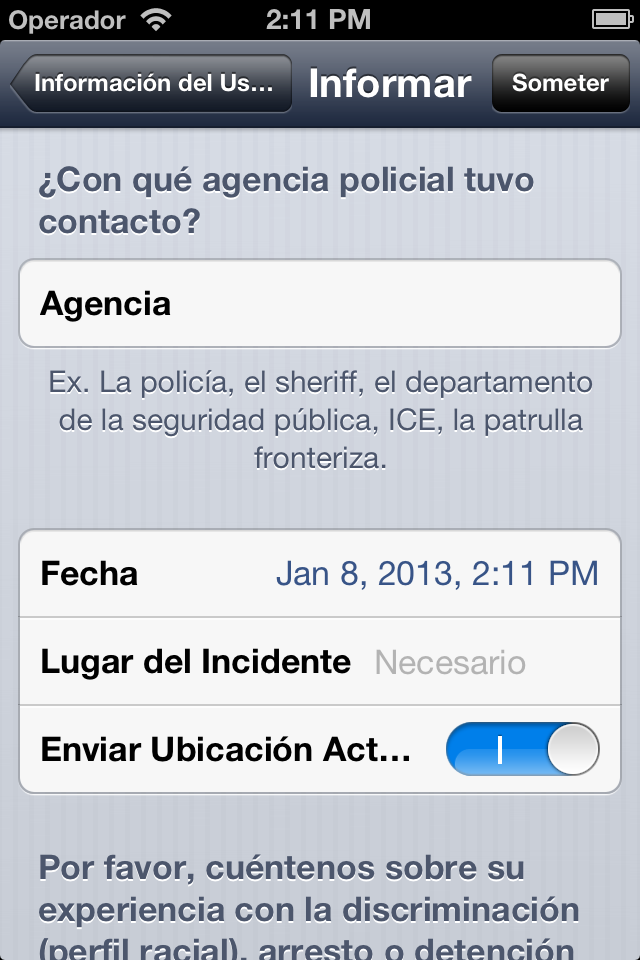 Operador 2:11 PM
Información del Us... Informar Someter
¿Con qué agencia policial tuvo
contacto?
Agencia
Ex. La policía, el sheriff, el departamento
de la seguridad pública, ICE, la patrulla
fronteriza.
Fecha Jan 8, 2013, 2:11 PM
Lugar del Incidente Necesario
Enviar Ubicación Act...
Por favor, cuéntenos sobre su
experiencia con la discriminación
(perfil racial), arresto o detención